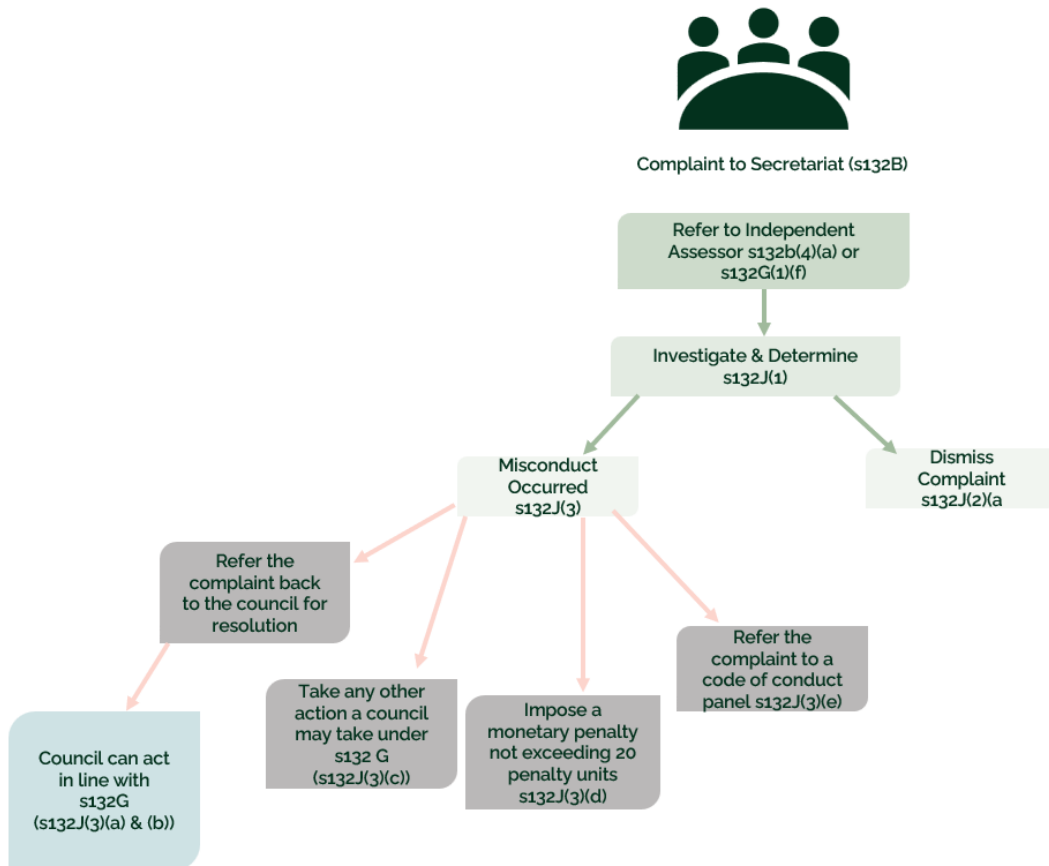 Complaint to Secretariat (s132B)
Refer to Independent
Assessor s132b(4)(a) or
s132G(1)(f)
Investigate & Determine
s132J(1)
Misconduct
Occurred
s132J(3)
Dismiss
Complaint
s132J(2)(a
Refer the
complaint back
to the council for
resolution
Take any other
action a council
may take under
s132 G
(s132J(3)(c))
Impose a
monetary penalty
not exceeding 20
penalty units
s132J(3)(d)
Refer the
complaint to a
code of conduct
panel s132J(3)(e)
Council can act
in line with
s132G
(s132J(3)(a) & (b))